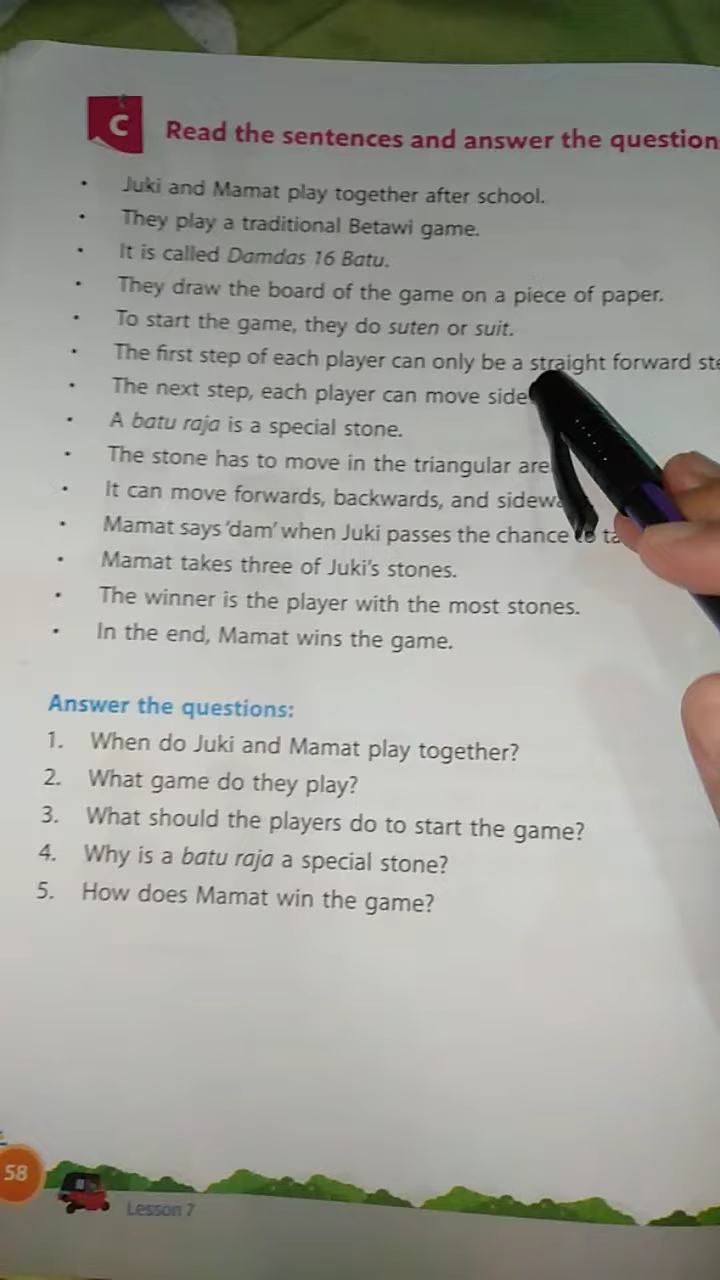 C Read the sentences and answer the question
• Juki and Mamat play together after school.
• They play a traditional Betawi game.
• It is called Damdas 16 Batu.
• They draw the board of the game on a piece of paper.
• To start the game, they do suten or suit.
• The first step of each player can only be a straight forward
• The next step, each player can move
• A batu raja is a special stone.
• The stone has to move in the triangular
• It can move forwards, backwards, and
• Mamat says 'dam' when Juki passes the chance to
• Mamat takes three of Juki's stones.
• The winner is the player with the most stones.
• In the end, Mamat wins the game.
Answer the questions:
1. When do Juki and Mamat play together?
2. What game do they play?
3. What should the players do to start the game?
4. Why is a batu raja a special stone?
5. How does Mamat win the game?
58
Lesson 7